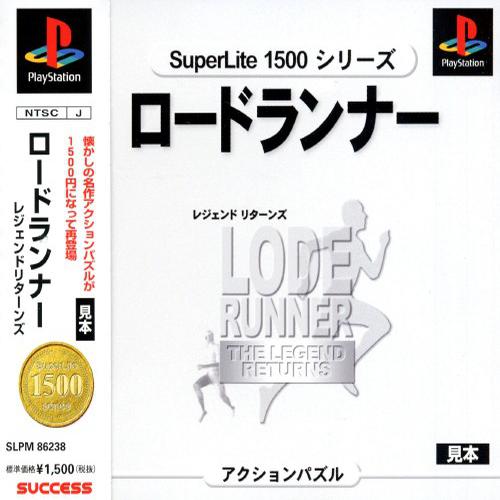 PlayStation
NTSC J
ロードランナー
レジェンドリターンズ
懐かしの名作アクションパズルが
1500円になって再登場
見本
SuperLite
1500
series
SLPM 86238
標準価格¥1,500(税抜)
SUCCESS
SuperLite 1500 シリーズ
PlayStation
ロードランナー
レジェンド リターンズ
LODE
RUNNER
THE LEGEND
RETURNS
見本
アクションパズル